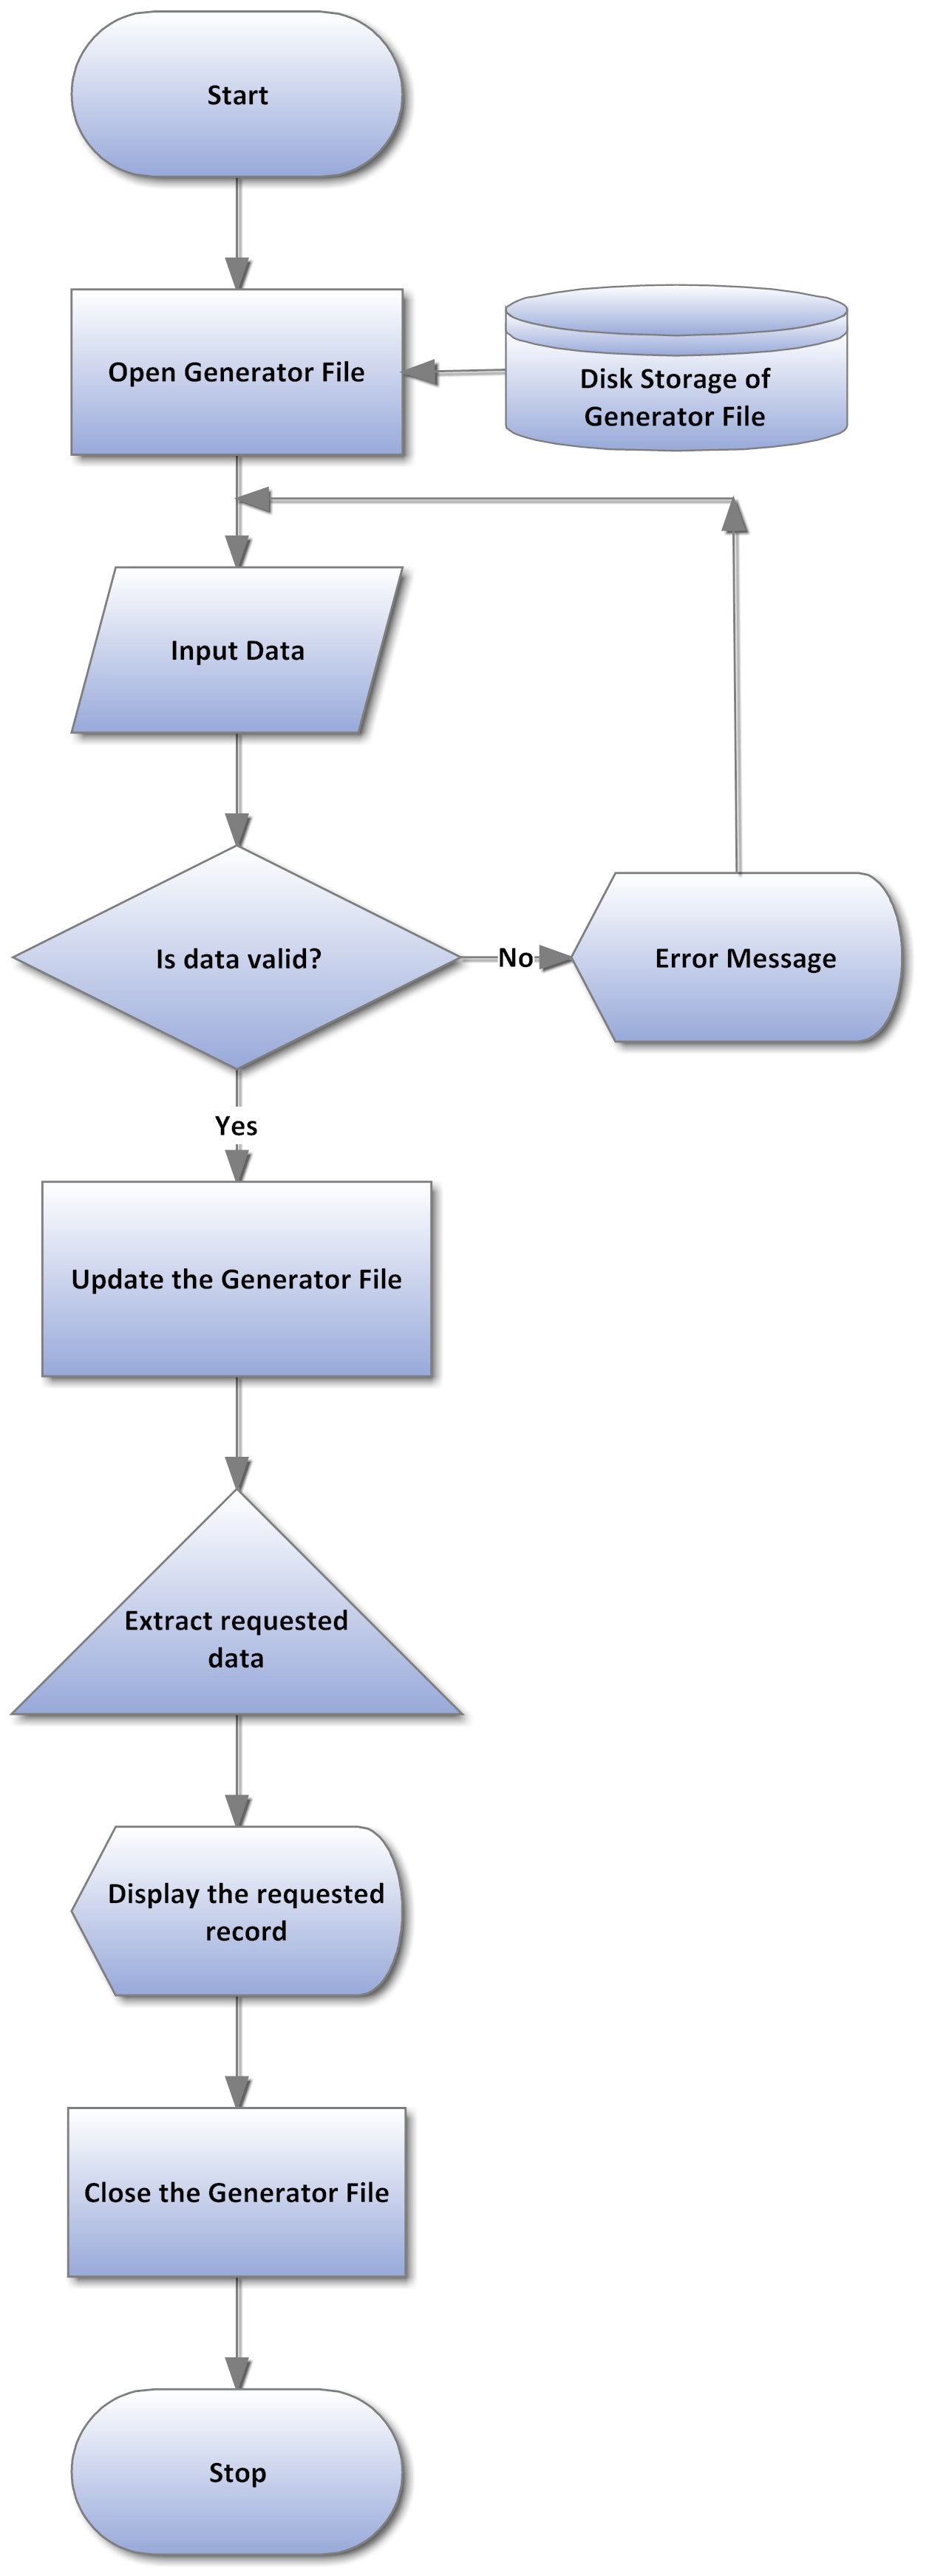 Start
Open Generator File
Disk Storage of
Generator File
Input Data
Is data valid?
No
Error Message
Yes
Update the Generator File
Extract requested
data
Display the requested
record
Close the Generator File
Stop